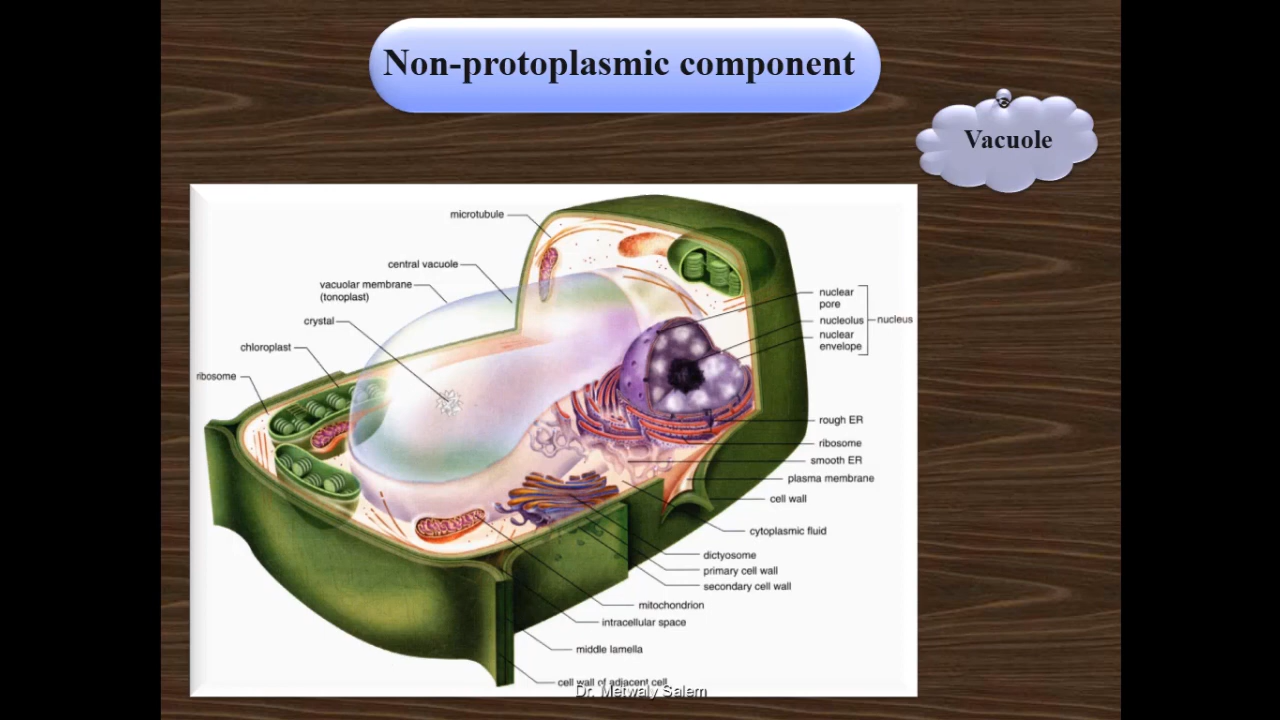 Non-protoplasmic component
Vacuole
microtubule
central vacuole
vacuolar membrane
(tonoplast)
crystal
chloroplast
ribosome
nuclear
pore
nucleolus
nuclear
envelope
nucleus
rough ER
ribosome
smooth ER
plasma membrane
cell wall
cytoplasmic fluid
dictyosome
primary cell wall
secondary cell wall
mitochondrion
intracellular space
middle lamella
cell wall of adjacent cell
Dr. Metwaly Salem